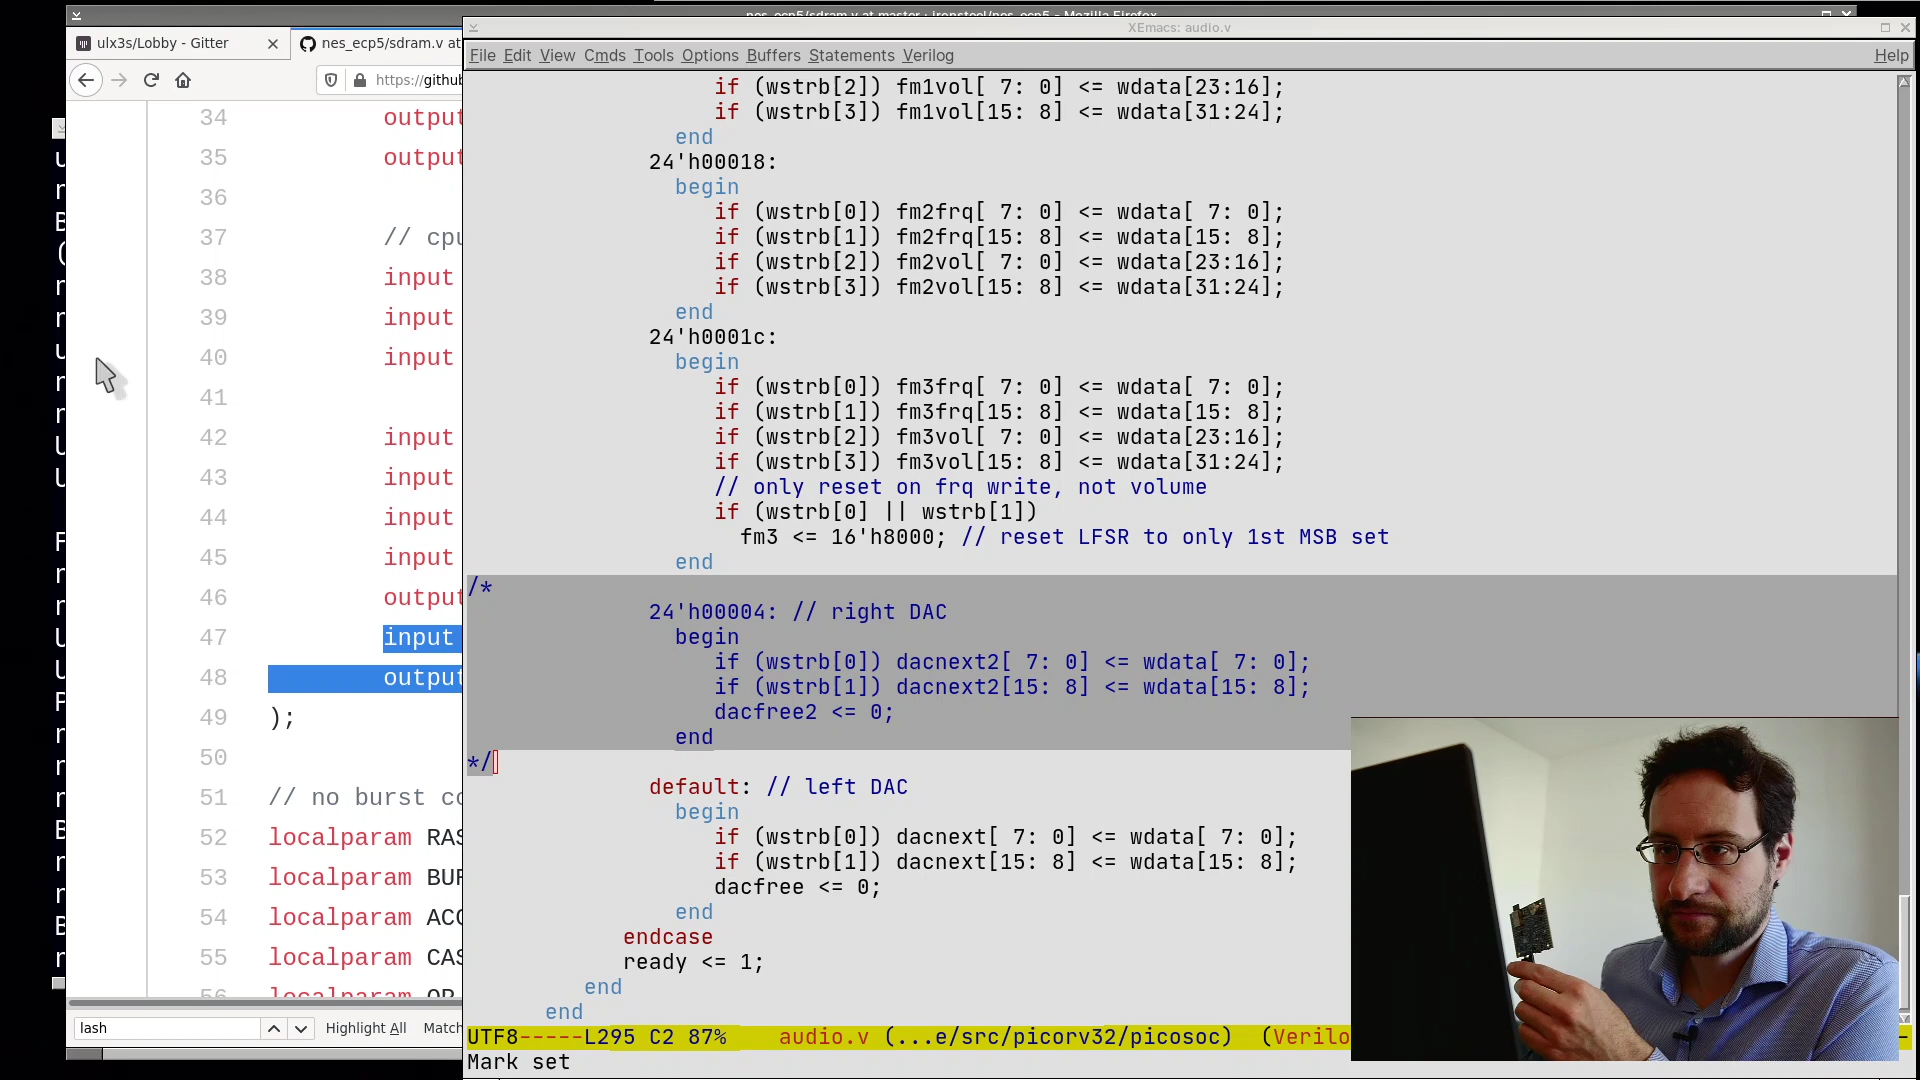 nes_ecp5/sdram.v at master · ironsteel/nes_ecp5 - Mozilla Firefox
ulx3s/Lobby - Gitter
nes_ecp5/sdram.v at
https://githu
34 output
35 output
36
37 // cpu
38 input
39 input
40 input
41
42 input
43 input
44 input
45 input
46 output
47 input
48 output
49 );
50
51 // no burst co
52 localparam RAS
53 localparam BUR
54 localparam ACC
55 localparam CAS
56 localparam OP
lash
Highlight All
Match
XEmacs: audio.v
File Edit View Cmds Tools Options Buffers Statements Verilog Help
if (wstrb[2]) fm1vol[ 7: 0] <= wdata[23:16];
if (wstrb[3]) fm1vol[15: 8] <= wdata[31:24];
end
24'h00018:
begin
if (wstrb[0]) fm2frq[ 7: 0] <= wdata[ 7: 0];
if (wstrb[1]) fm2frq[15: 8] <= wdata[15: 8];
if (wstrb[2]) fm2vol[ 7: 0] <= wdata[23:16];
if (wstrb[3]) fm2vol[15: 8] <= wdata[31:24];
end
24'h0001c:
begin
if (wstrb[0]) fm3frq[ 7: 0] <= wdata[ 7: 0];
if (wstrb[1]) fm3frq[15: 8] <= wdata[15: 8];
if (wstrb[2]) fm3vol[ 7: 0] <= wdata[23:16];
if (wstrb[3]) fm3vol[15: 8] <= wdata[31:24];
// only reset on frq write, not volume
if (wstrb[0] || wstrb[1])
fm3 <= 16'h8000; // reset LFSR to only 1st MSB set
end
/*
24'h00004: // right DAC
begin
if (wstrb[0]) dacnext2[ 7: 0] <= wdata[ 7: 0];
if (wstrb[1]) dacnext2[15: 8] <= wdata[15: 8];
dacfree2 <= 0;
end
*/
default: // left DAC
begin
if (wstrb[0]) dacnext[ 7: 0] <= wdata[ 7: 0];
if (wstrb[1]) dacnext[15: 8] <= wdata[15: 8];
dacfree <= 0;
end
endcase
ready <= 1;
end
end
UTF8-----L295 C2 87% audio.v (...e/src/picorv32/picosoc) (Verilo
Mark set